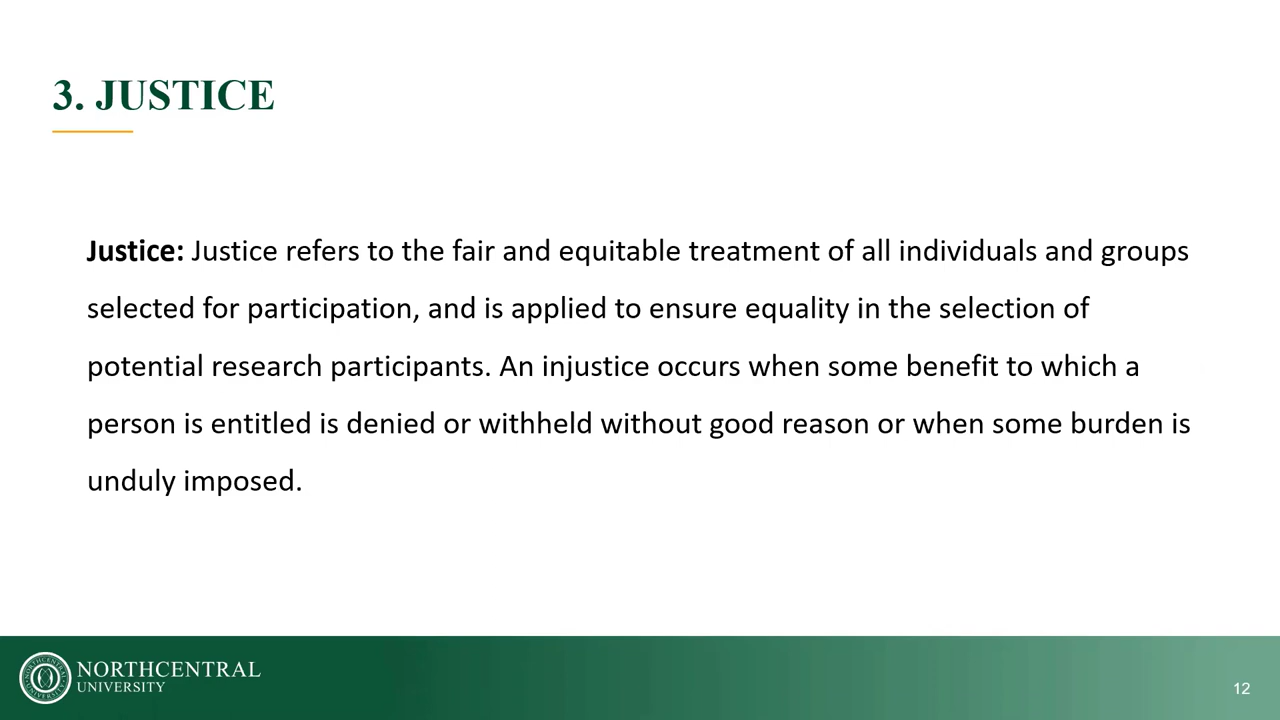 3. JUSTICE
Justice: Justice refers to the fair and equitable treatment of all individuals and groups
selected for participation, and is applied to ensure equality in the selection of
potential research participants. An injustice occurs when some benefit to which a
person is entitled is denied or withheld without good reason or when some burden is
unduly imposed.
NORTHCENTRAL
UNIVERSITY
12